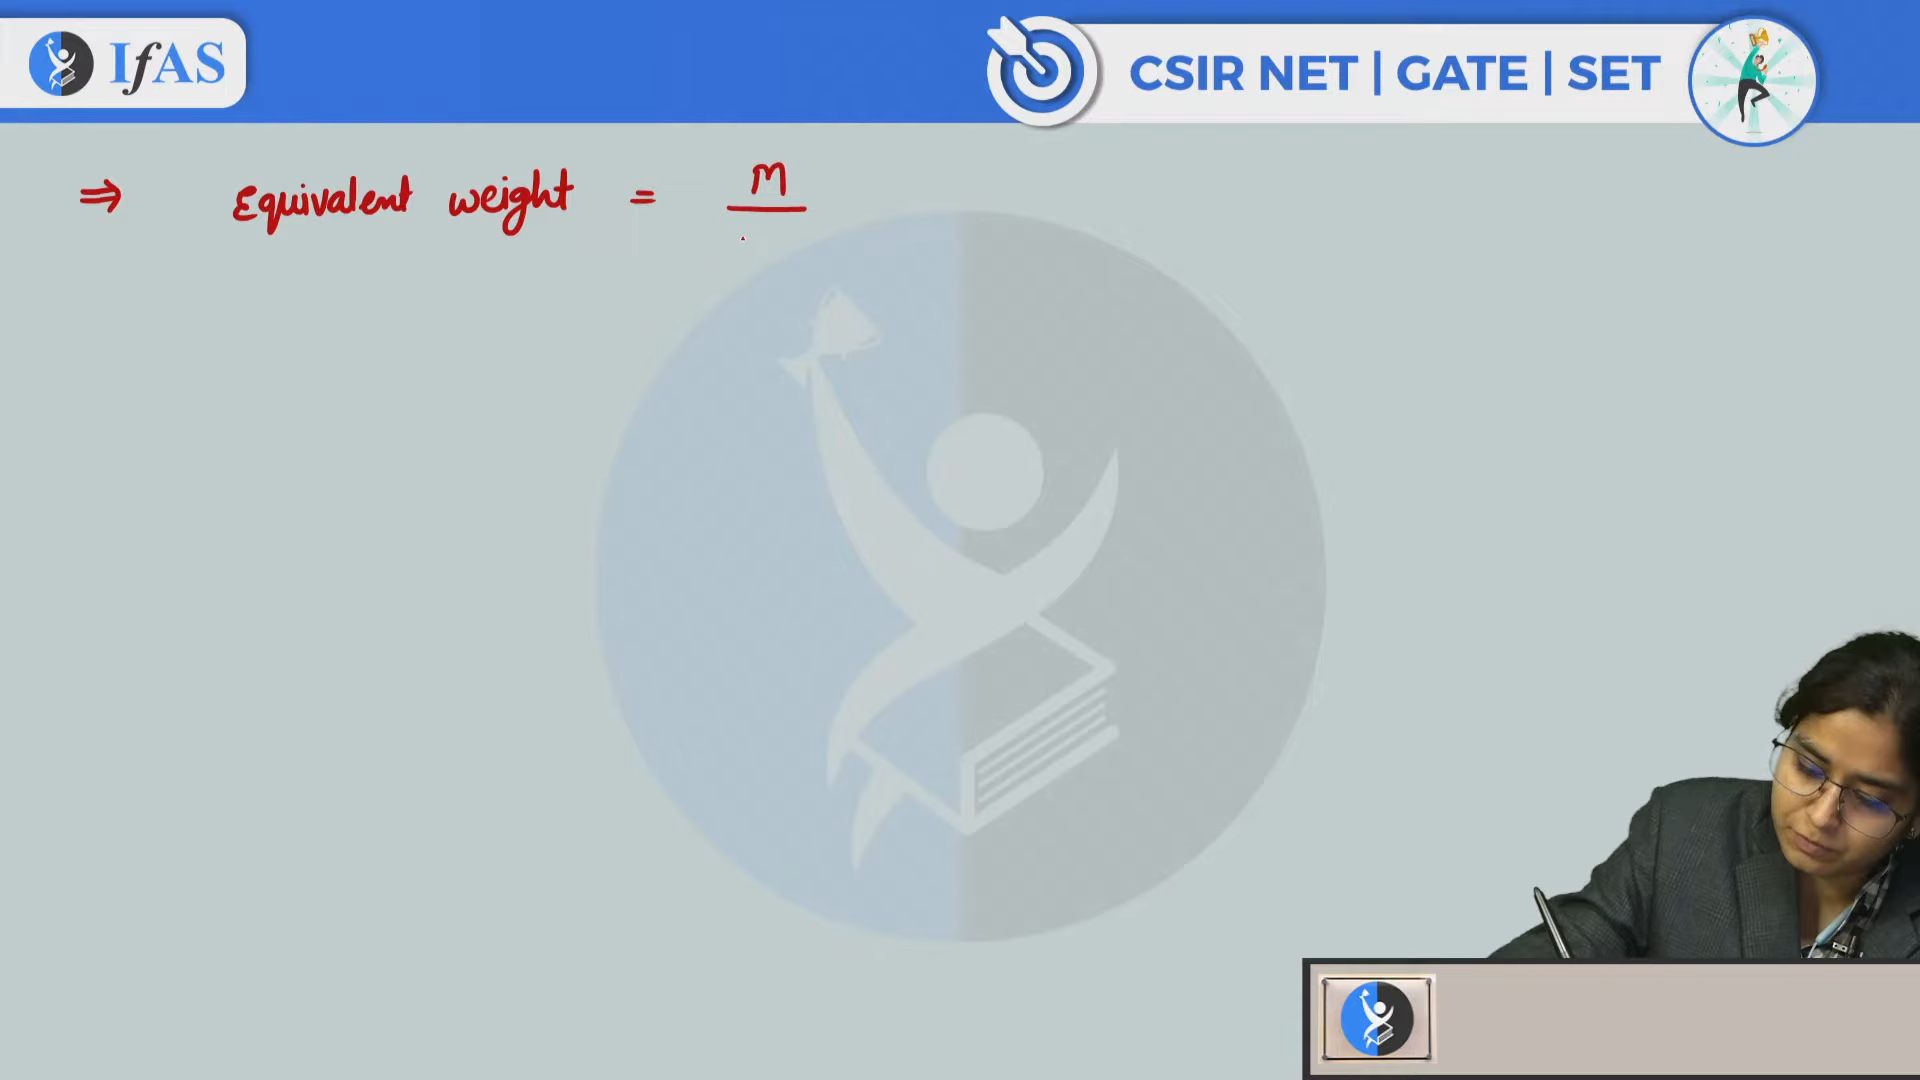 IfAS
CSIR NET | GATE | SET
⇒ Equivalent weight = M